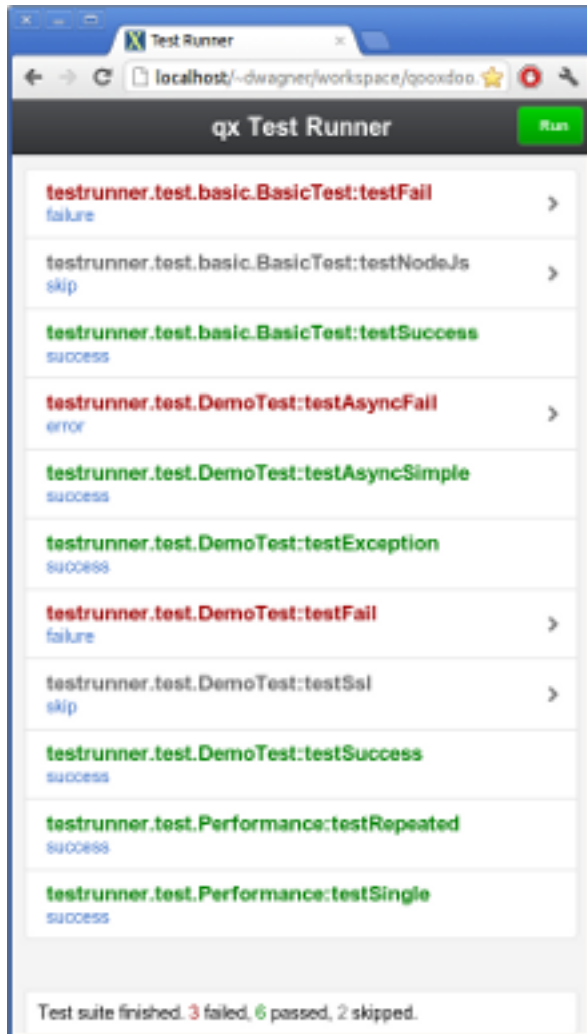 Test Runner
localhost/~dwagner/workspace/qooxdoo.
qx Test Runner
Run
testrunner.test.basic.BasicTest:testFail
failure
testrunner.test.basic.BasicTest:testNodeJs
skip
testrunner.test.basic.BasicTest:testSuccess
success
testrunner.test.DemoTest:testAsyncFail
error
testrunner.test.DemoTest:testAsyncSimple
success
testrunner.test.DemoTest:testException
success
testrunner.test.DemoTest:testFail
failure
testrunner.test.DemoTest:testSsl
skip
testrunner.test.DemoTest:testSuccess
success
testrunner.test.Performance:testRepeated
success
testrunner.test.Performance:testSingle
success
Test suite finished. 3 failed, 6 passed, 2 skipped.